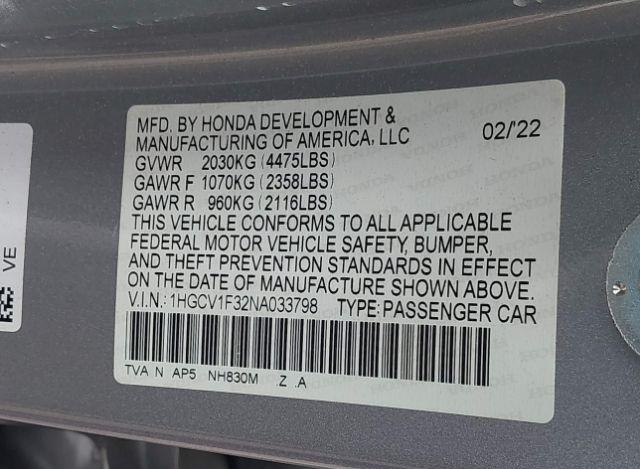 MFD. BY HONDA DEVELOPMENT &
MANUFACTURING OF AMERICA, LLC 02/'22
GVWR 2030KG (4475LBS)
GAWR F 1070KG (2358LBS)
GAWR R 960KG (2116LBS)
THIS VEHICLE CONFORMS TO ALL APPLICABLE
FEDERAL MOTOR VEHICLE SAFETY, BUMPER,
AND THEFT PREVENTION STANDARDS IN EFFECT
ON THE DATE OF MANUFACTURE SHOWN ABOVE.
V.I.N.: 1HGCV1F32NA033798 TYPE: PASSENGER CAR
TVA N AP5 NH830M Z .A
VE